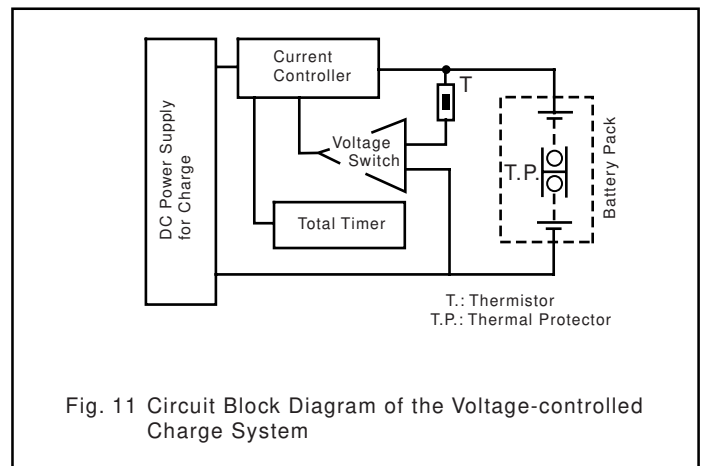 Current
Controller
T
DC Power Supply
for Charge
Voltage
Switch
T.P.
Battery Pack
Total Timer
T.: Thermistor
T.P.: Thermal Protector
Fig. 11 Circuit Block Diagram of the Voltage-controlled
Charge System